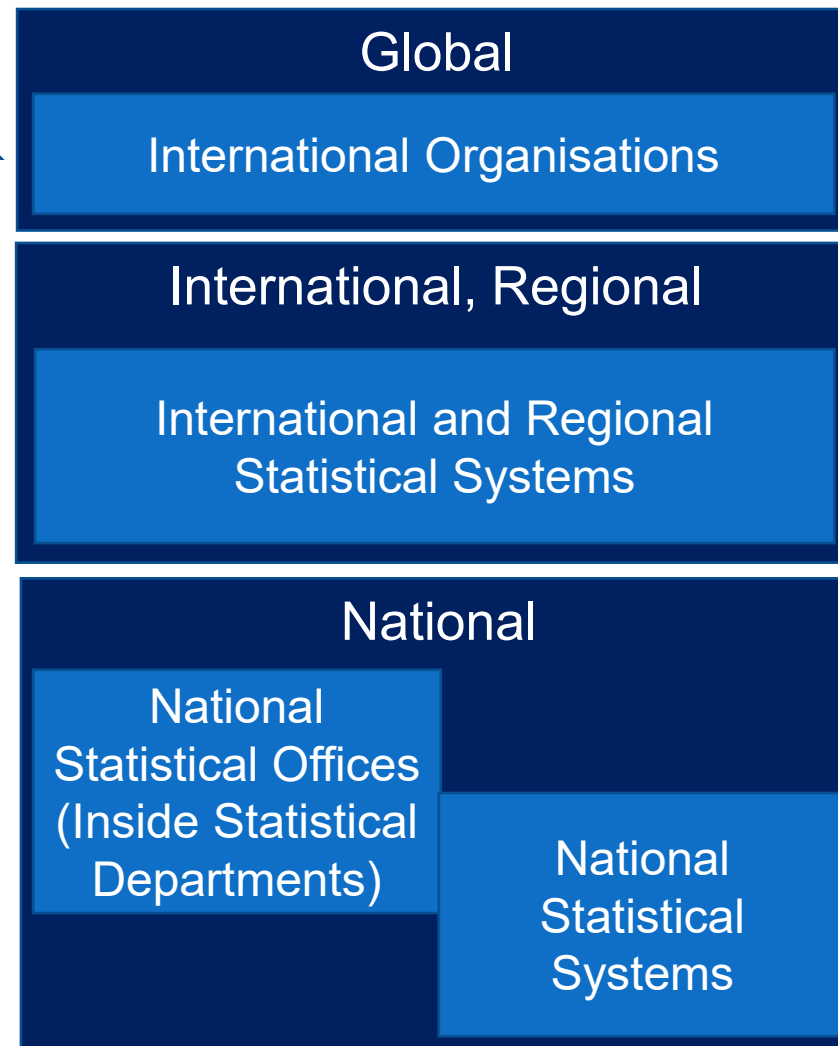 Global
International Organisations
International, Regional
International and Regional
Statistical Systems
National
National
Statistical Offices
(Inside Statistical
Departments)
National
Statistical
Systems